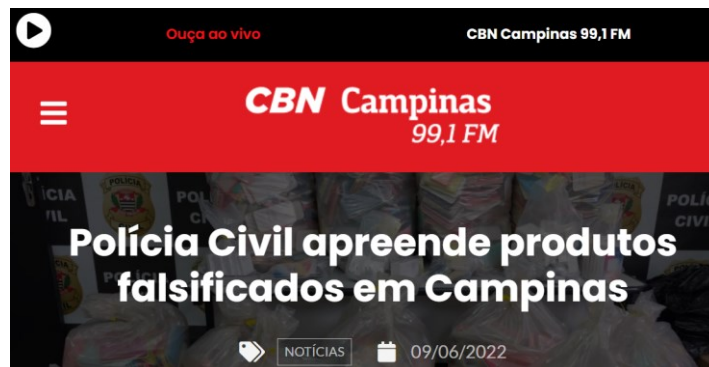 Ouça ao vivo
CBN Campinas 99,1 FM
CBN Campinas
99,1 FM
POLÍCIA
POLÍCIA
CIVIL
Polícia Civil apreende produtos
falsificados em Campinas
NOTÍCIAS
09/06/2022